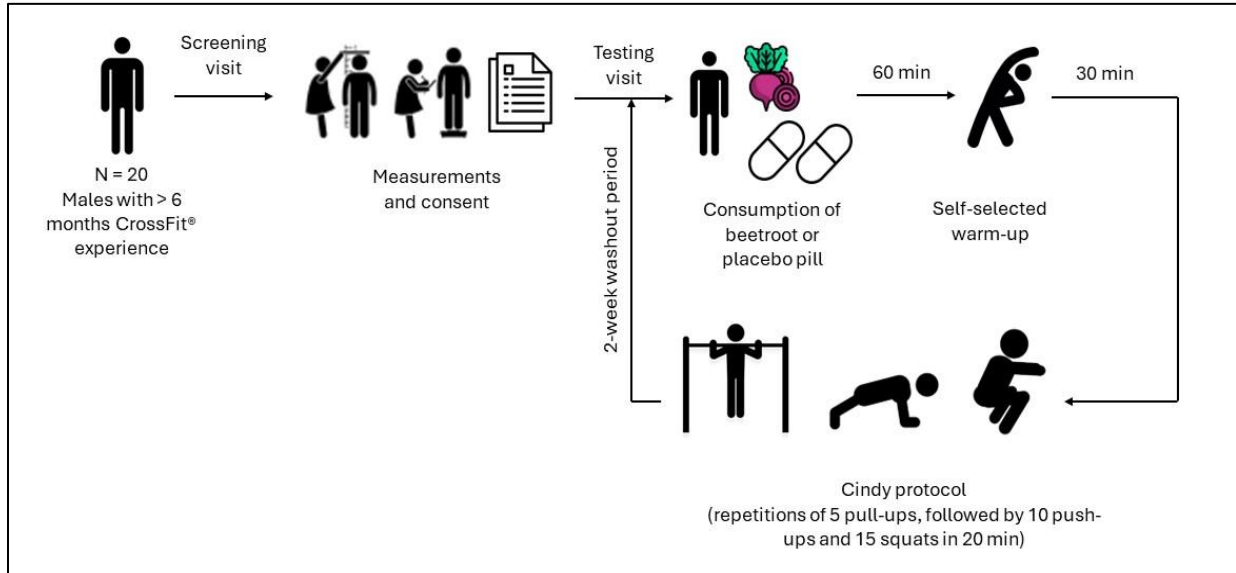 Screening
visit
N = 20
Males with > 6
months CrossFit®
experience
Measurements
and consent
Testing
visit
2-week washout period
Consumption of
beetroot or
placebo pill
60 min
Self-selected
warm-up
30 min
Cindy protocol
(repetitions of 5 pull-ups, followed by 10 push-
ups and 15 squats in 20 min)